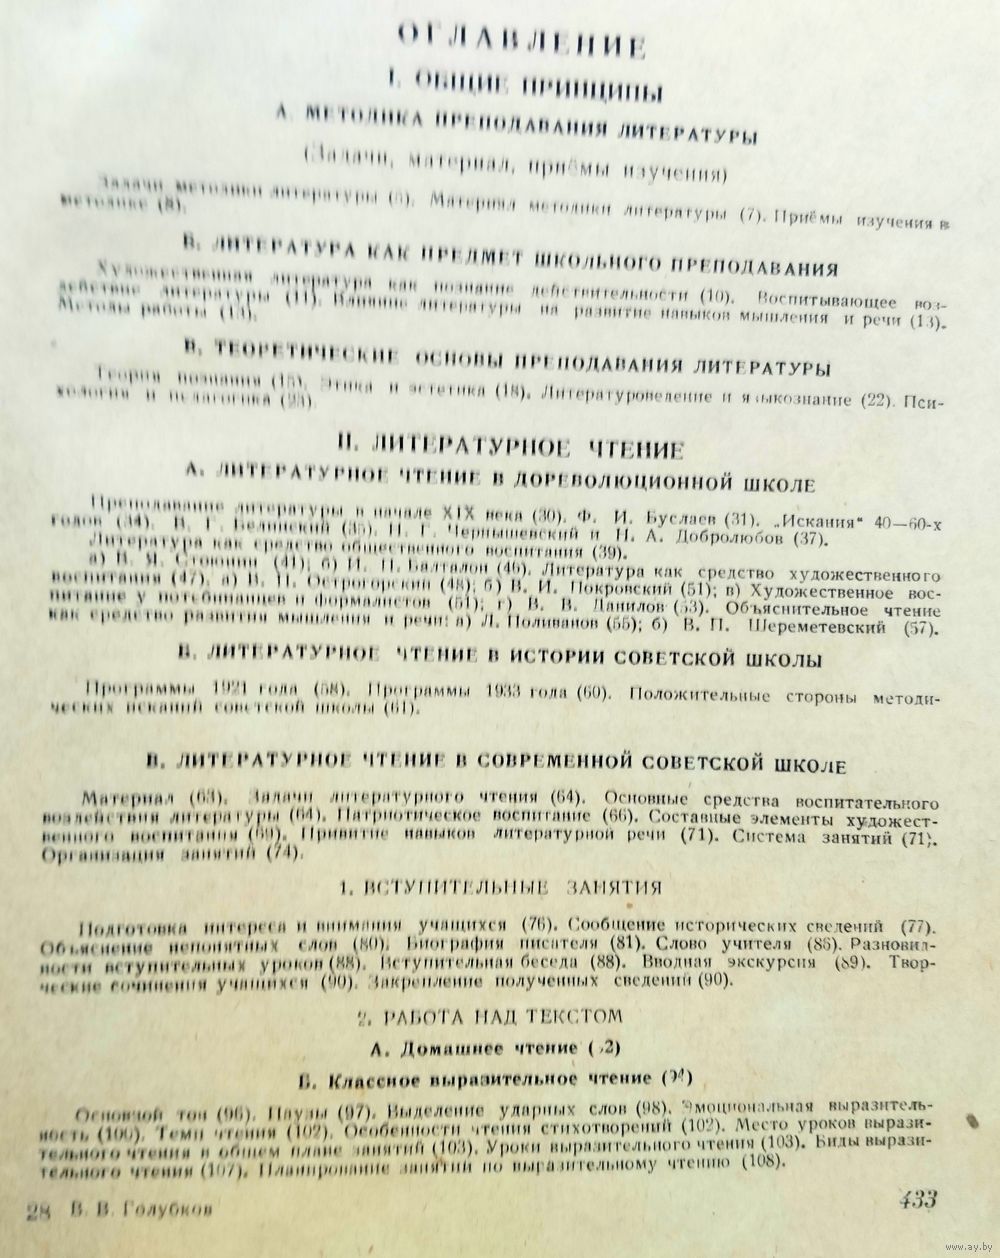 ОГЛАВЛЕНИЕ
I. ОБЩИЕ ПРИНЦИПЫ
А. МЕТОДИКА ПРЕПОДАВАНИЯ ЛИТЕРАТУРЫ
(Задачи, материал, приёмы изучения)
Задачи методики литературы (5). Материал методики литературы (7). Приёмы изучения в
методике (8).
Б. ЛИТЕРАТУРА КАК ПРЕДМЕТ ШКОЛЬНОГО ПРЕПОДАВАНИЯ
Художественная литература как познание действительности (10). Воспитывающее воз-
действие литературы (11). Влияние литературы на развитие навыков мышления и речи (13).
Методы работы (13).
В. ТЕОРЕТИЧЕСКИЕ ОСНОВЫ ПРЕПОДАВАНИЯ ЛИТЕРАТУРЫ
Теория познания (15). Этика и эстетика (18). Литературоведение и языкознание (22). Пси-
хология и педагогика (23).
II. ЛИТЕРАТУРНОЕ ЧТЕНИЕ
А. ЛИТЕРАТУРНОЕ ЧТЕНИЕ В ДОРЕВОЛЮЦИОННОЙ ШКОЛЕ
Преподавание литературы в начале XIX века (30). Ф. И. Буслаев (31). „Искания“ 40—60-х
годов (34). В. Г. Белинский (35). Н. Г. Чернышевский и Н. А. Добролюбов (37).
Литература как средство общественного воспитания (39).
а) В. Я. Стоюнин (41); б) Ц. П. Балталон (46). Литература как средство художественного
воспитания (47). а) В. П. Острогорский (48); б) В. И. Покровский (51); в) Художественное вос-
питание у потебнианцев и формалистов (51); г) В. В. Данилов (53). Объяснительное чтение
как средство развития мышления и речи: а) Л. Поливанов (55); б) В. П. Шереметевский (57).
Б. ЛИТЕРАТУРНОЕ ЧТЕНИЕ В ИСТОРИИ СОВЕТСКОЙ ШКОЛЫ
Программы 1921 года (58). Программы 1933 года (60). Положительные стороны методи-
ческих исканий советской школы (61).
В. ЛИТЕРАТУРНОЕ ЧТЕНИЕ В СОВРЕМЕННОЙ СОВЕТСКОЙ ШКОЛЕ
Материал (63). Задачи литературного чтения (64). Основные средства воспитательного
воздействия литературы (64). Патриотическое воспитание (66). Составные элементы художест-
венного воспитания (69). Привитие навыков литературной речи (71). Система занятий (71).
Организация занятий (74).
1. ВСТУПИТЕЛЬНЫЕ ЗАНЯТИЯ
Подготовка интереса и внимания учащихся (76). Сообщение исторических сведений (77).
Объяснение непонятных слов (80). Биография писателя (81). Слово учителя (86). Разновид-
ности вступительных уроков (88). Вступительная беседа (88). Вводная экскурсия (89). Твор-
ческие сочинения учащихся (90). Закрепление полученных сведений (90).
2. РАБОТА НАД ТЕКСТОМ
А. Домашнее чтение
Б. Классное выразительное чтение
Основной тон (96). Паузы (97). Выделение ударных слов (98). Эмоциональная выразитель-
ность (100). Темп чтения (102). Особенности чтения стихотворений (102). Место уроков вырази-
тельного чтения в общем плане занятий (103). Уроки выразительного чтения (103). Виды вырази-
тельного чтения (107). Планирование занятий по выразительному чтению (108).
28 В. В. Голубков
433
www.ay.by